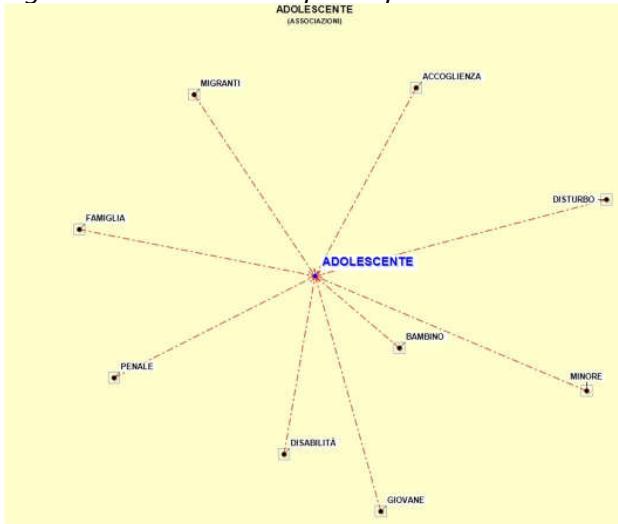 ADOLESCENTE
(ASSOCIAZIONI)
MIGRANTI
ACCOGLIENZA
DISTURBO
FAMIGLIA
ADOLESCENTE
BAMBINO
PENALE
MINORE
DISABILITÀ
GIOVANE